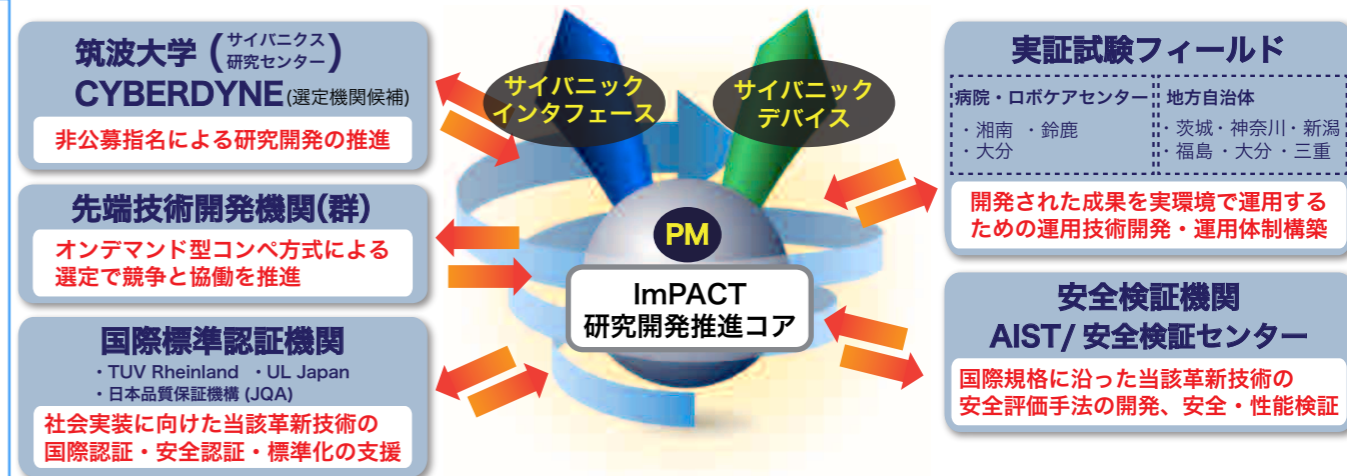 筑波大学(サイバニクス研究センター)
CYBERDYNE(選定機関候補)
非公募指名による研究開発の推進
先端技術開発機関(群)
オンデマンド型コンペ方式による
選定で競争と協働を推進
国際標準認証機関
・TUV Rheinland ・UL Japan
・日本品質保証機構 (JQA)
社会実装に向けた当該革新技術の
国際認証・安全認証・標準化の支援
サイバニック
インタフェース
サイバニック
デバイス
PM
ImPACT
研究開発推進コア
実証試験フィールド
病院・ロボケアセンター
・湘南 ・鈴鹿
・大分
地方自治体
・茨城・神奈川・新潟
・福島・大分・三重
開発された成果を実環境で運用する
ための運用技術開発・運用体制構築
安全検証機関
AIST/ 安全検証センター
国際規格に沿った当該革新技術の
安全評価手法の開発、安全・性能検証